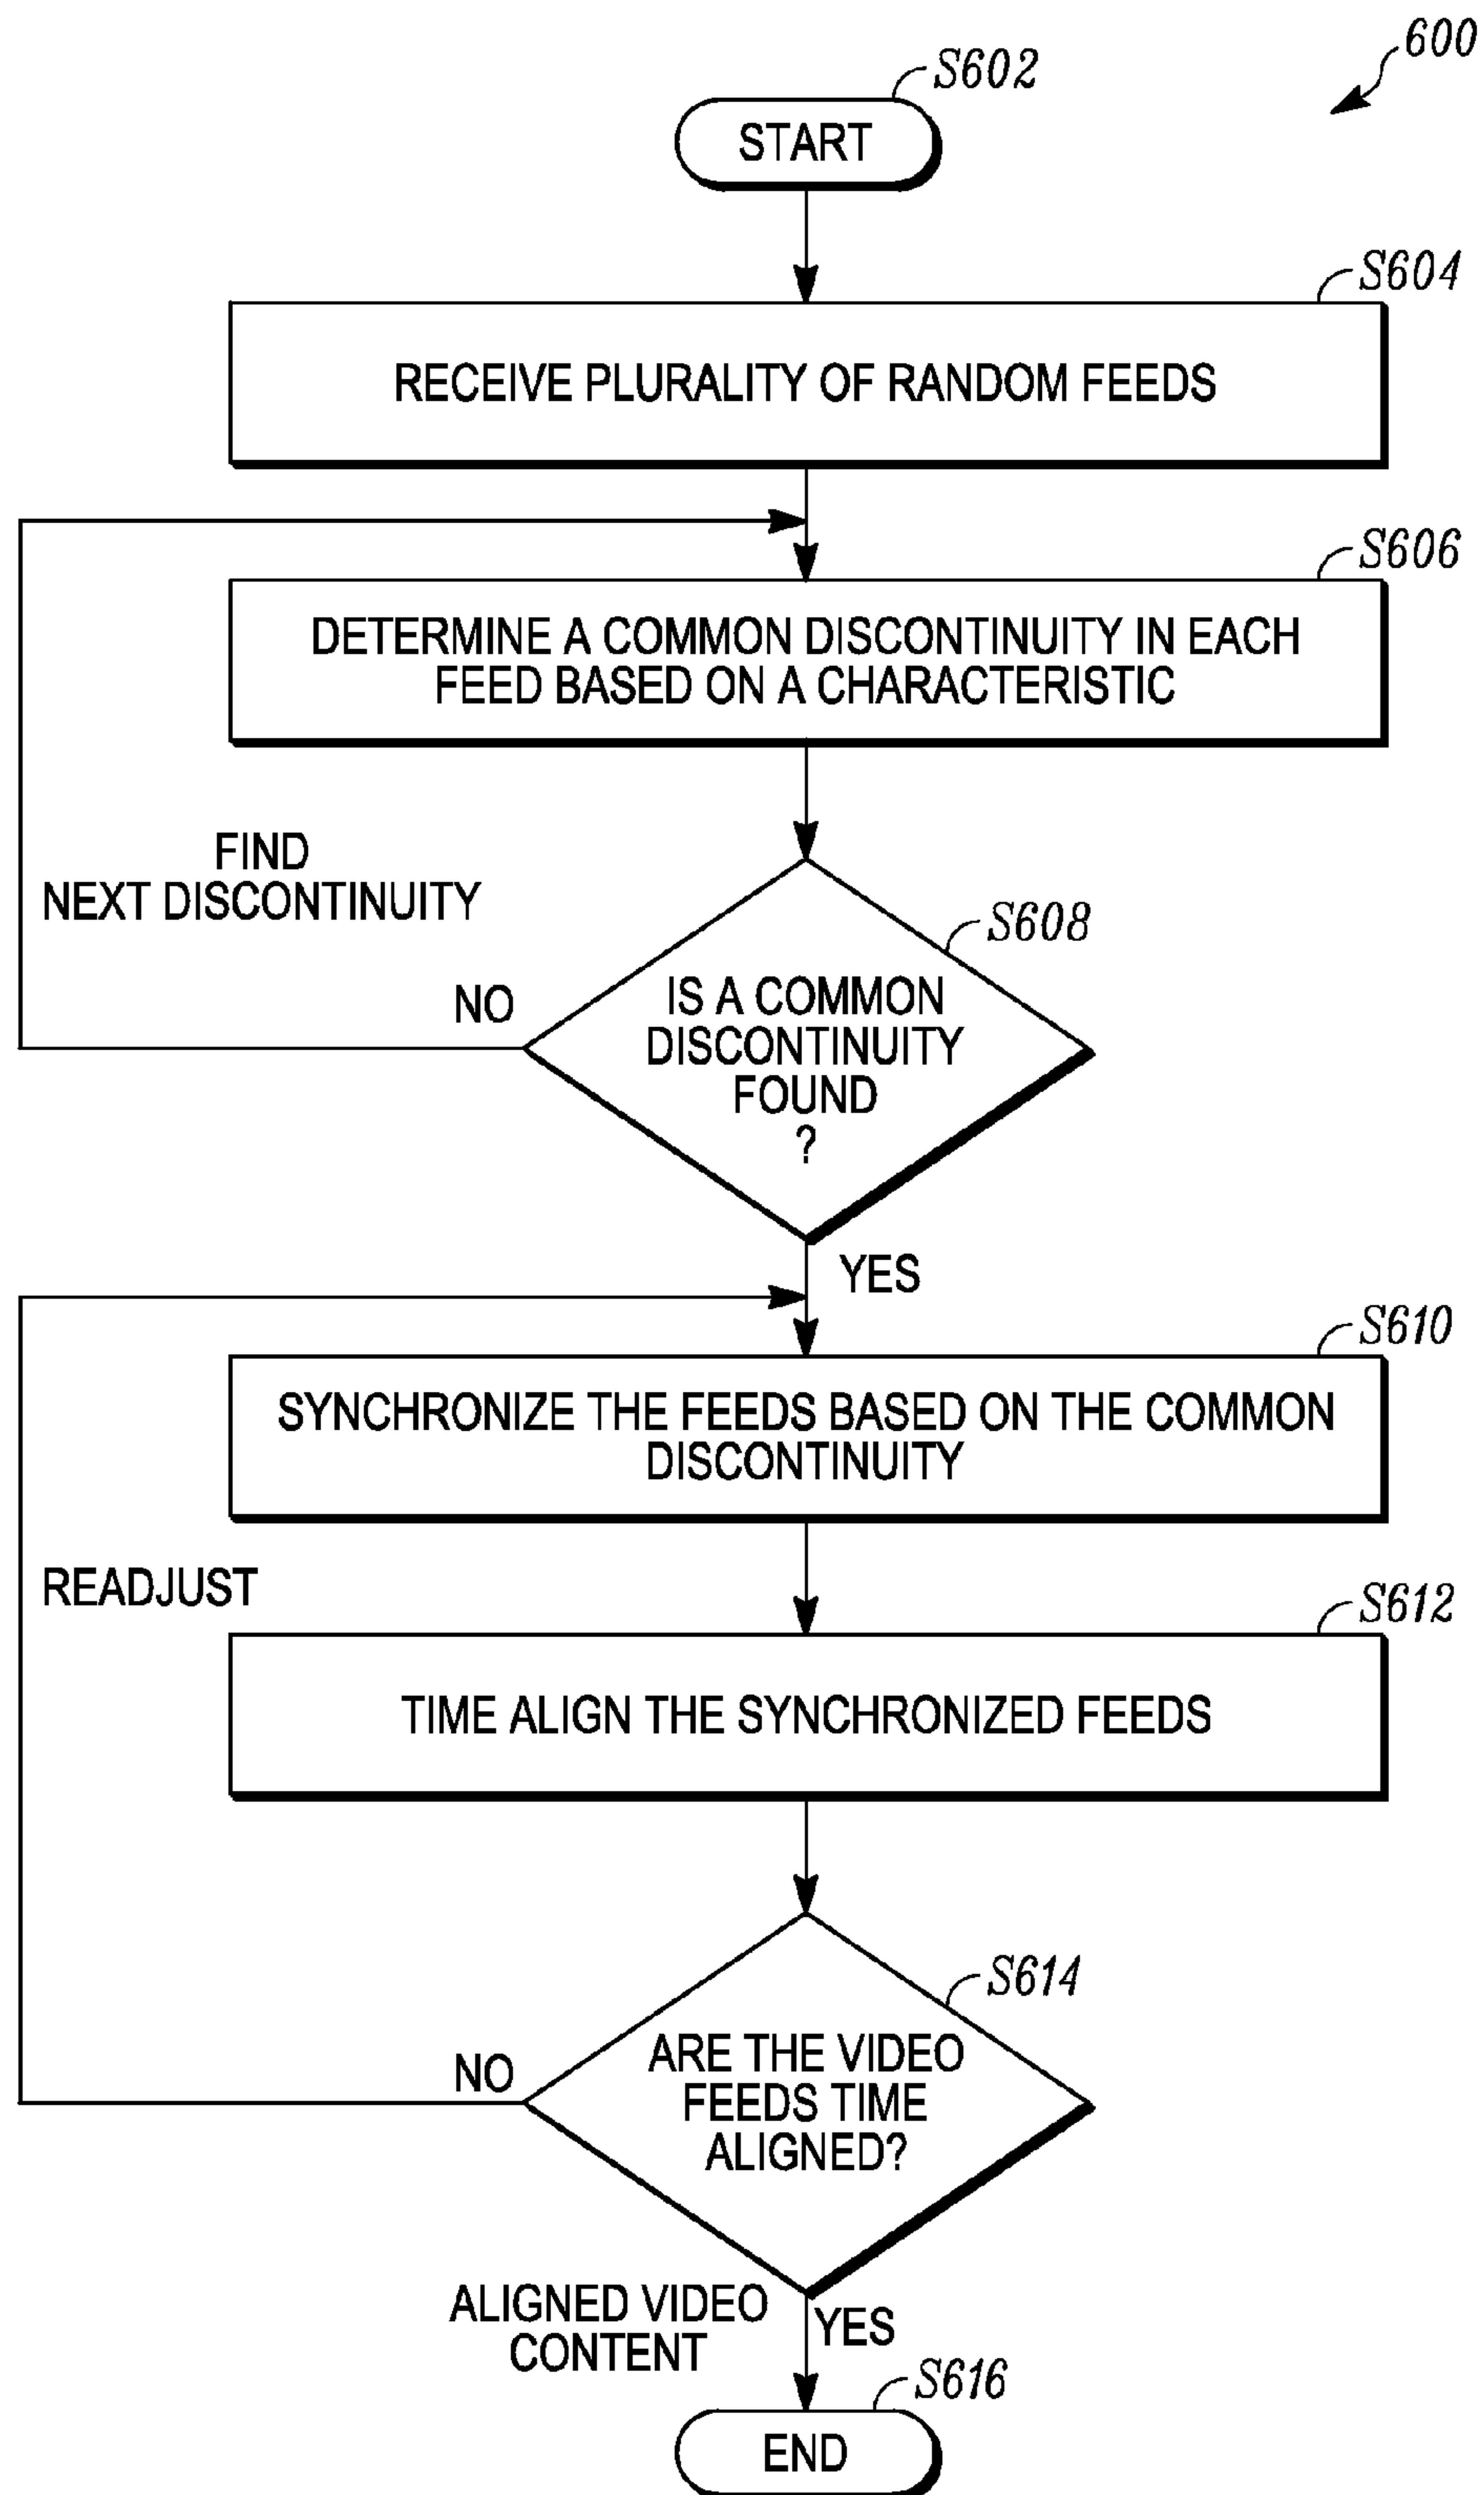 600
S602
START
S604
RECEIVE PLURALITY OF RANDOM FEEDS
S606
DETERMINE A COMMON DISCONTINUITY IN EACH
FEED BASED ON A CHARACTERISTIC
FIND
NEXT DISCONTINUITY
S608
NO
IS A COMMON
DISCONTINUITY
FOUND
?
YES
S610
SYNCHRONIZE THE FEEDS BASED ON THE COMMON
DISCONTINUITY
READJUST
S612
TIME ALIGN THE SYNCHRONIZED FEEDS
S614
NO
ARE THE VIDEO
FEEDS TIME
ALIGNED?
ALIGNED VIDEO
CONTENT
YES
S616
END